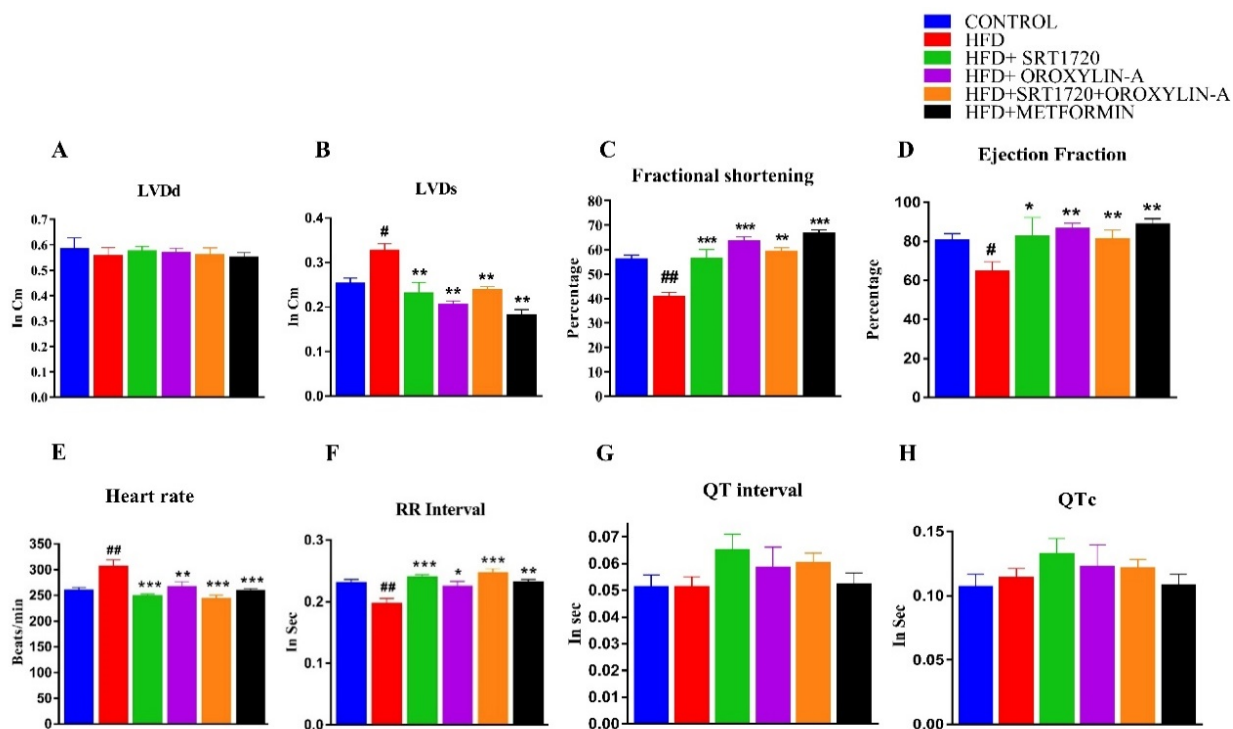 CONTROL
HFD
HFD+ SRT1720
HFD+ OROXYLIN-A
HFD+SRT1720+OROXYLIN-A
HFD+METFORMIN
A
LVDd
In Cm
0.7
0.6
0.5
0.4
0.3
0.2
0.1
0.0
B
LVDs
In Cm
0.4
0.3
0.2
0.1
0.0
#
**
**
**
**
C
Fractional shortening
Percentage
80
70
60
50
40
30
20
10
0
##
***
***
**
***
D
Ejection Fraction
Percentage
100
80
60
40
20
0
#
*
**
**
**
E
Heart rate
Beats/min
350
300
250
200
150
100
50
0
##
***
**
***
***
F
RR Interval
In Sec
0.3
0.2
0.1
0.0
##
***
*
***
**
G
QT interval
In sec
0.07
0.06
0.05
0.04
0.03
0.02
0.01
0.00
H
QTc
In Sec
0.15
0.10
0.05
0.00